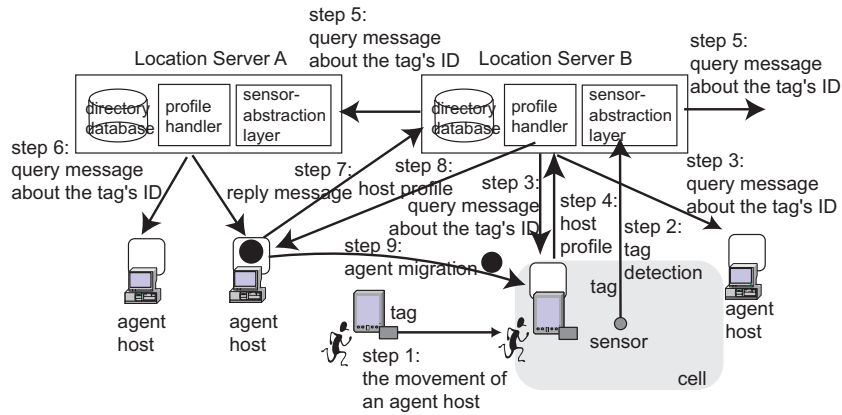 step 5:
query message
about the tag's ID
Location Server A
Location Server B
step 5:
query message
about the tag's ID
directory
database
profile
handler
sensor-
abstraction
layer
directory
database
profile
handler
sensor-
abstraction
layer
step 6:
query message
about the tag's ID
step 7:
reply message
step 8:
host profile
step 3:
query message
about the tag's ID
step 4:
host
profile
step 2:
tag
detection
step 3:
query message
about the tag's ID
step 9:
agent migration
agent
host
agent
host
tag
step 1:
the movement of
an agent host
tag
sensor
cell
agent
host